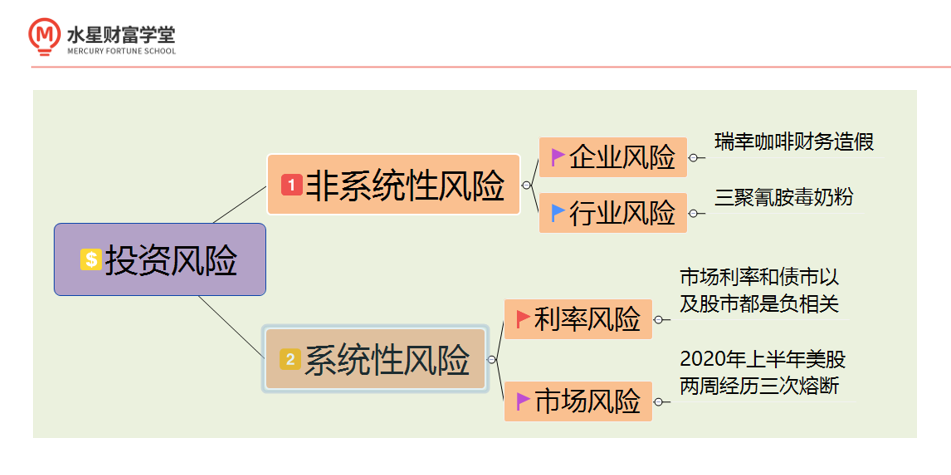 水星财富学堂
MERCURY FORTUNE SCHOOL
$ 投资风险
1 非系统性风险
企业风险
瑞幸咖啡财务造假
行业风险
三聚氰胺毒奶粉
2 系统性风险
利率风险
市场利率和债市以
及股市都是负相关
市场风险
2020年上半年美股
两周经历三次熔断